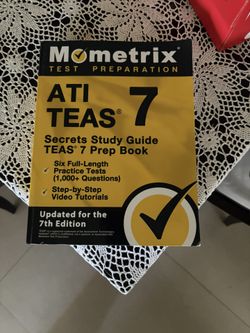 Mometrix®
TEST PREPARATION
ATI
TEAS® 7
Secrets Study Guide
TEAS® 7 Prep Book
✓ Six Full-Length
Practice Tests
(1,000+ Questions)
✓ Step-by-Step
Video Tutorials
Updated for the
7th Edition